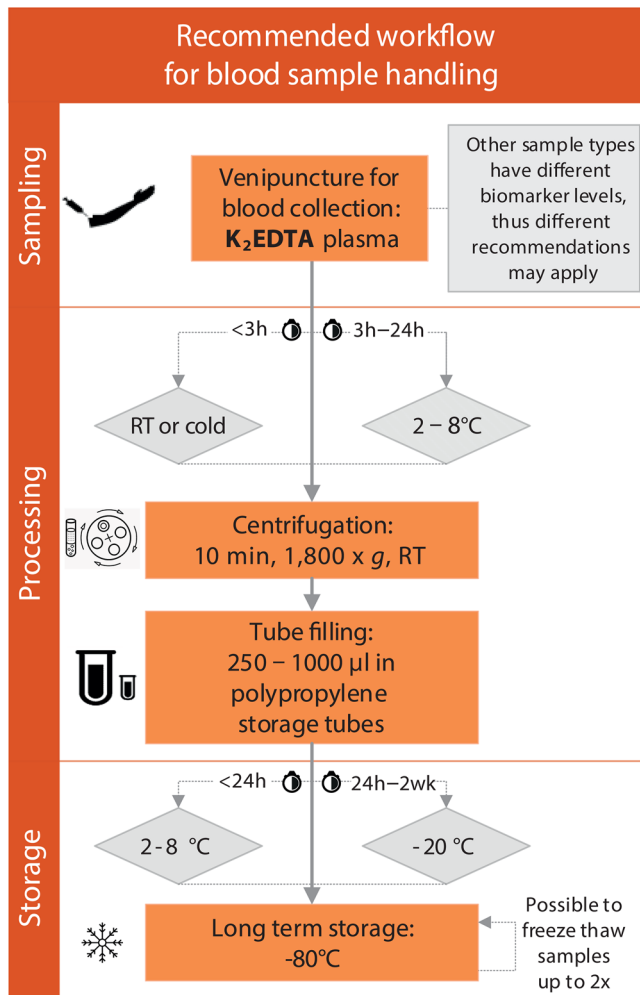 Recommended workflow
for blood sample handling
Sampling
Venipuncture for
blood collection:
K₂EDTA plasma
Other sample types
have different
biomarker levels,
thus different
recommendations
may apply
Processing
<3h
3h–24h
RT or cold
2 – 8°C
Centrifugation:
10 min, 1,800 x g, RT
Tube filling:
250 – 1000 µl in
polypropylene
storage tubes
Storage
<24h
24h–2wk
2-8 °C
-20 °C
Long term storage:
-80°C
Possible to
freeze thaw
samples
up to 2x